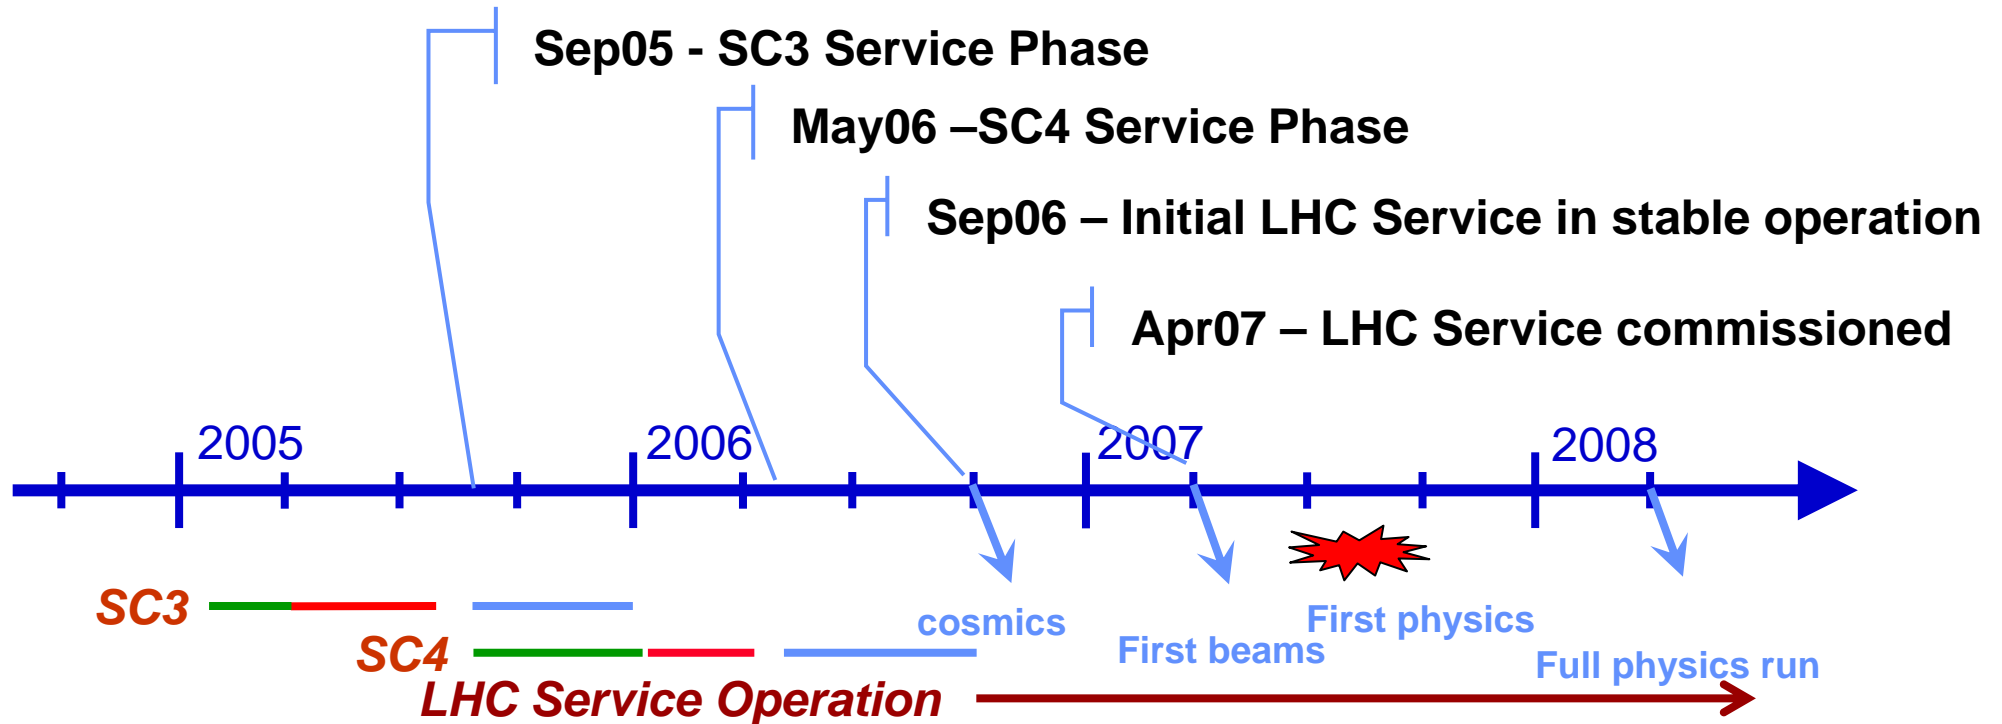 Sep05 - SC3 Service Phase
May06 –SC4 Service Phase
Sep06 – Initial LHC Service in stable operation
Apr07 – LHC Service commissioned
2005
2006
2007
2008
SC3
cosmics
First physics
SC4
First beams
Full physics run
LHC Service Operation